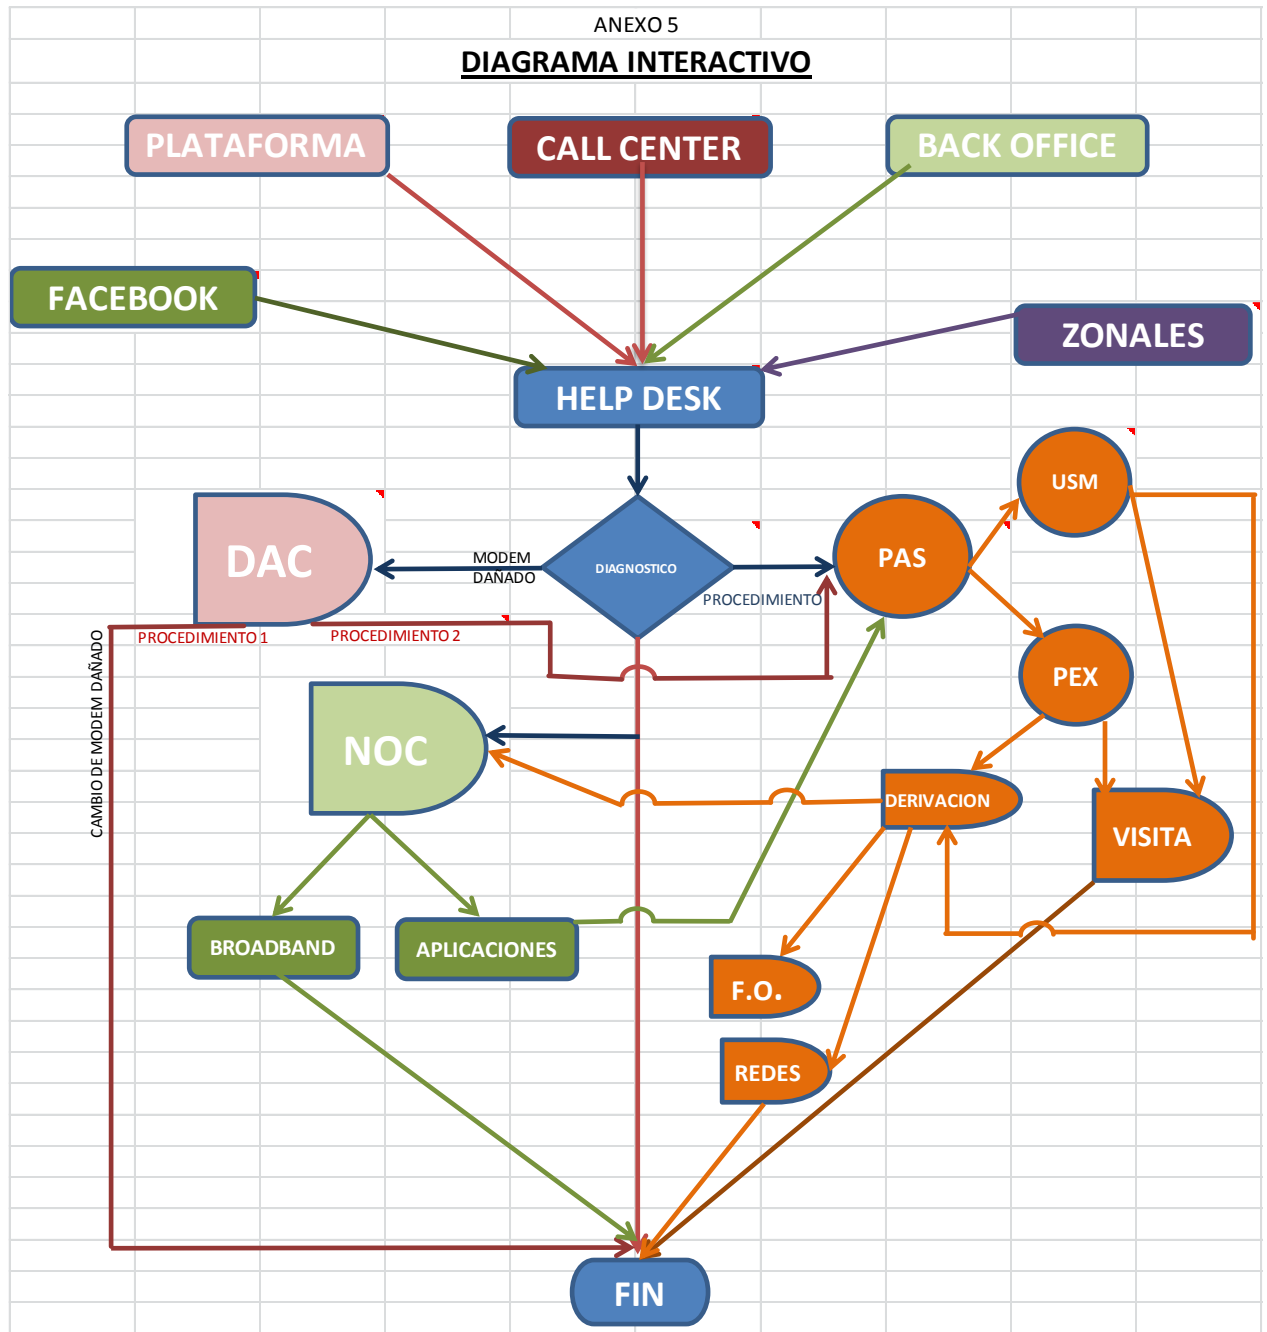 ANEXO 5
DIAGRAMA INTERACTIVO
PLATAFORMA
CALL CENTER
BACK OFFICE
FACEBOOK
ZONALES
HELP DESK
USM
DAC
MODEM
DAÑADO
DIAGNOSTICO
PAS
PROCEDIMIENTO
PROCEDIMIENTO 1
PROCEDIMIENTO 2
CAMBIO DE MODEM DAÑADO
PEX
NOC
DERIVACION
VISITA
BROADBAND
APLICACIONES
F.O.
REDES
FIN